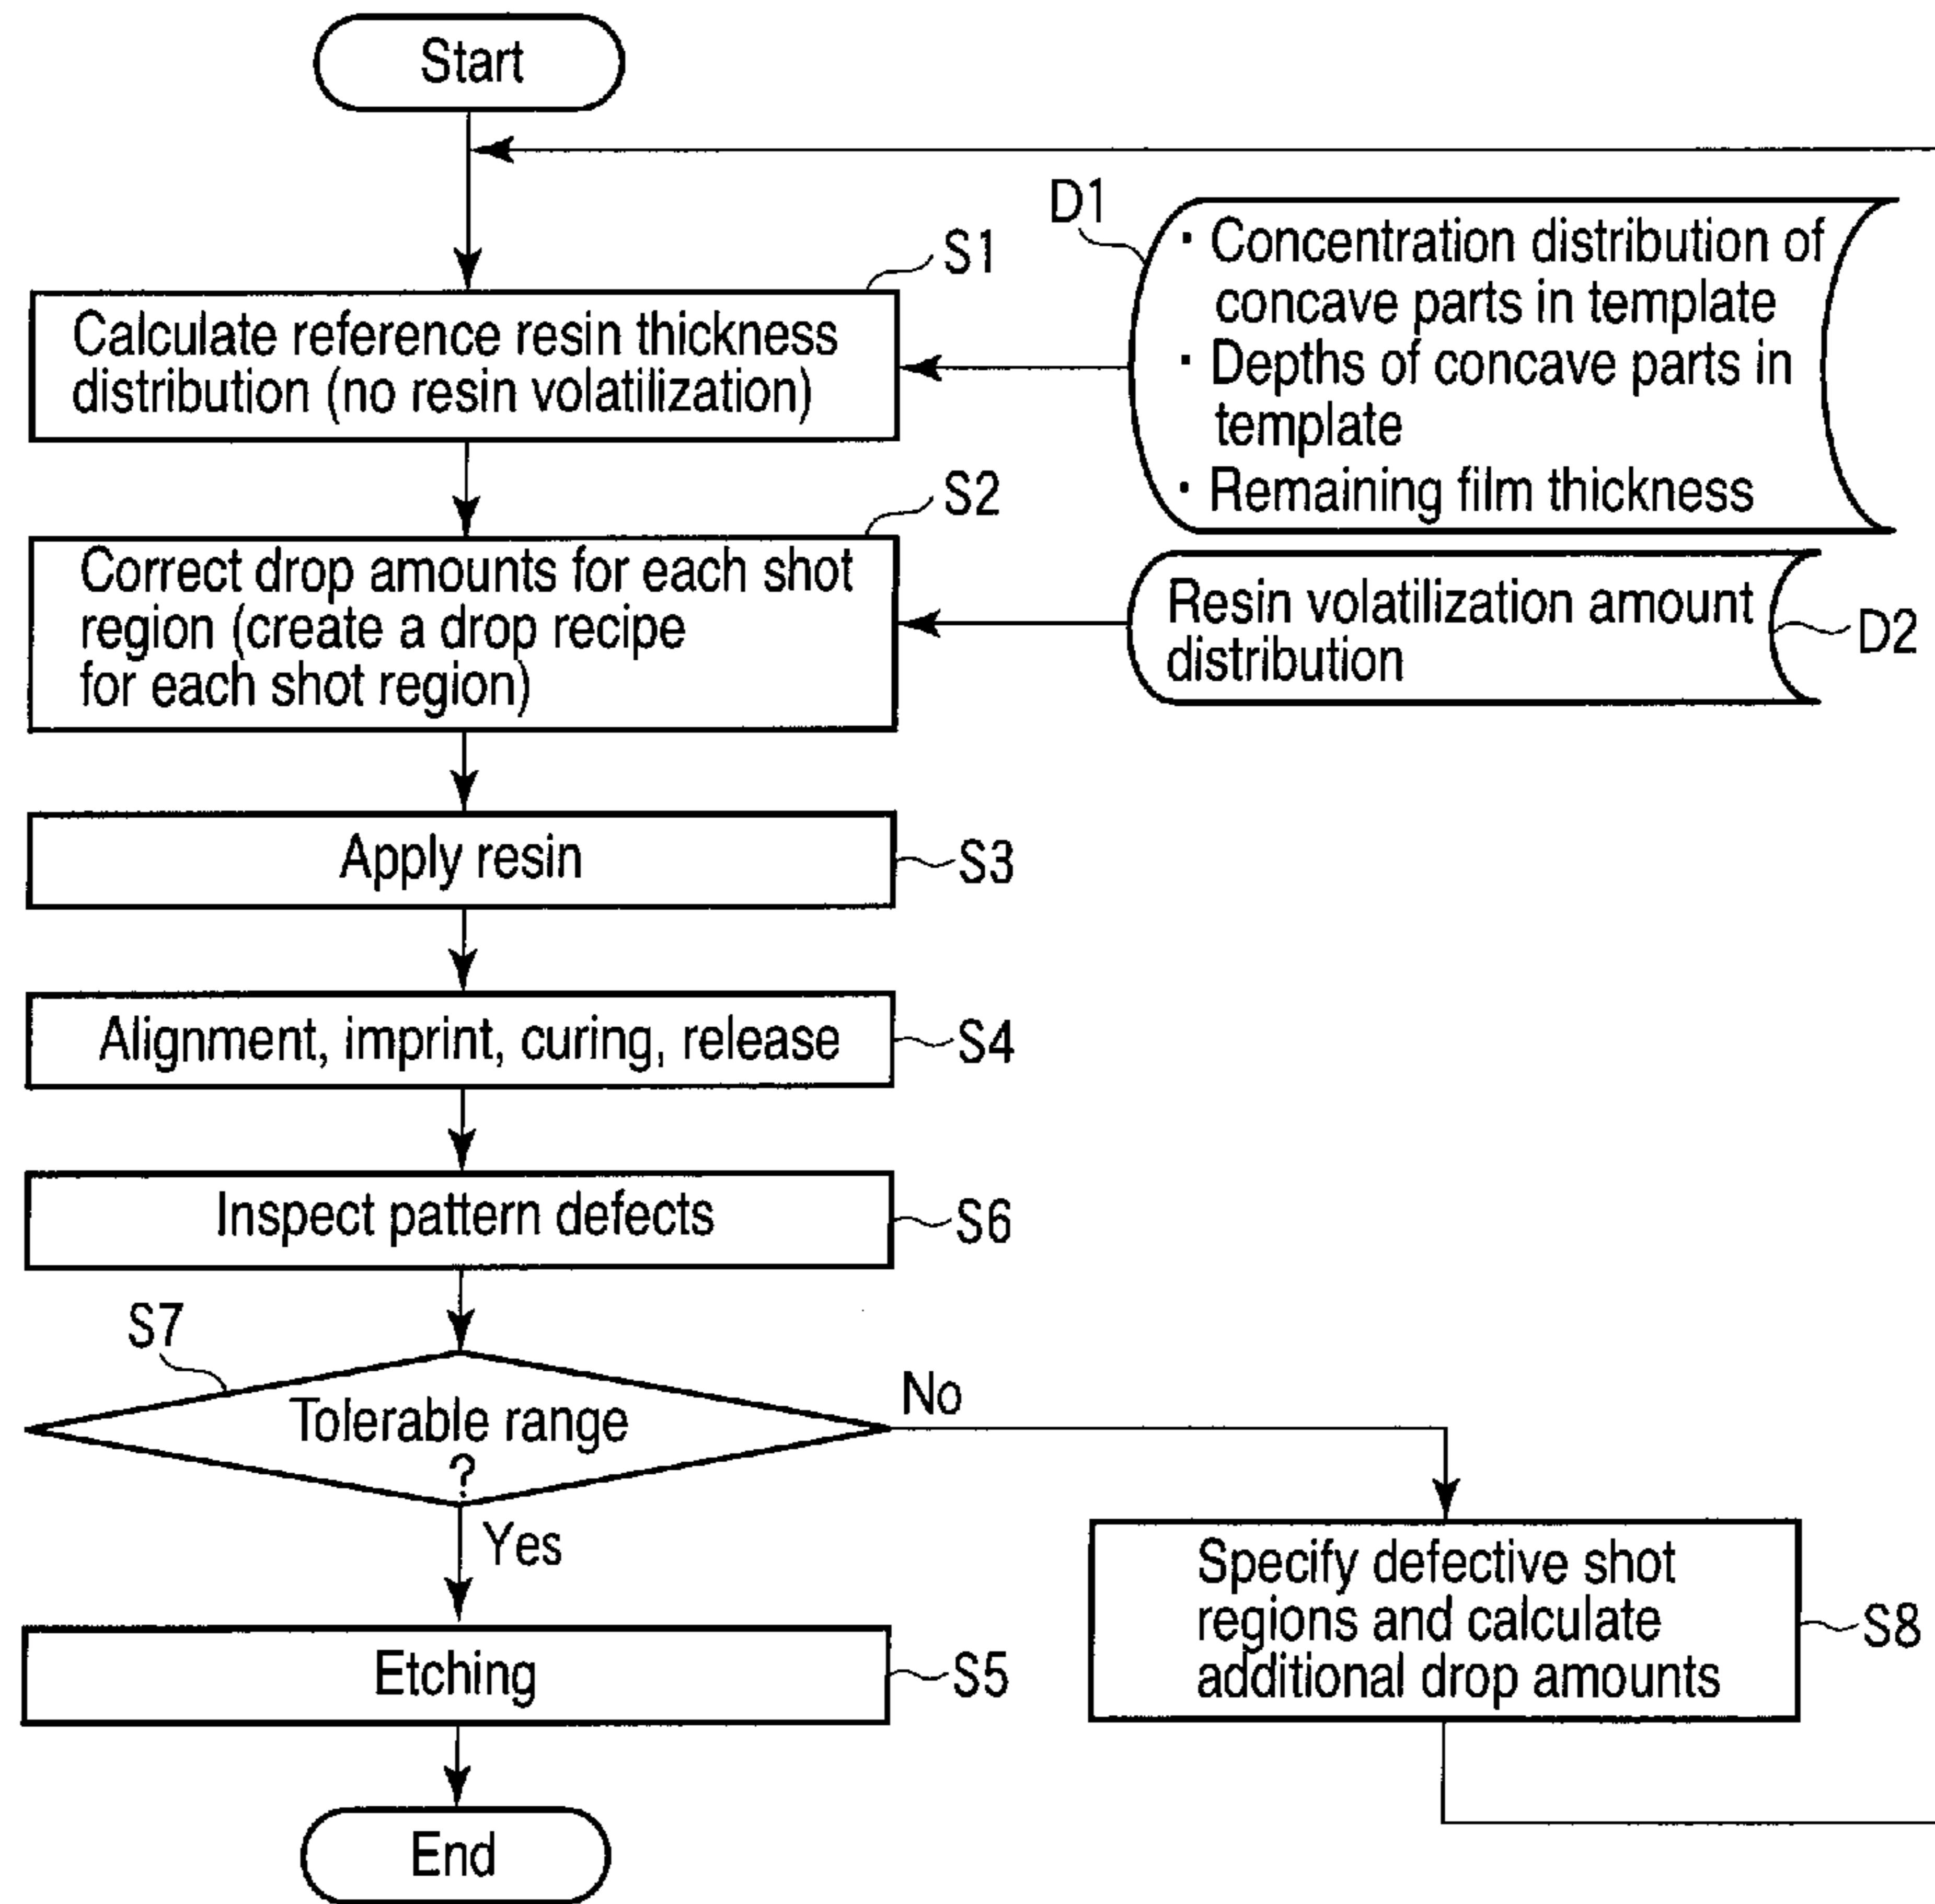 Start
D1
· Concentration distribution of
concave parts in template
· Depths of concave parts in
template
· Remaining film thickness
S1
Calculate reference resin thickness
distribution (no resin volatilization)
S2
Correct drop amounts for each shot
region (create a drop recipe
for each shot region)
Resin volatilization amount
distribution
D2
Apply resin
S3
Alignment, imprint, curing, release
S4
Inspect pattern defects
S6
S7
Tolerable range
?
No
Yes
Specify defective shot
regions and calculate
additional drop amounts
S8
Etching
S5
End